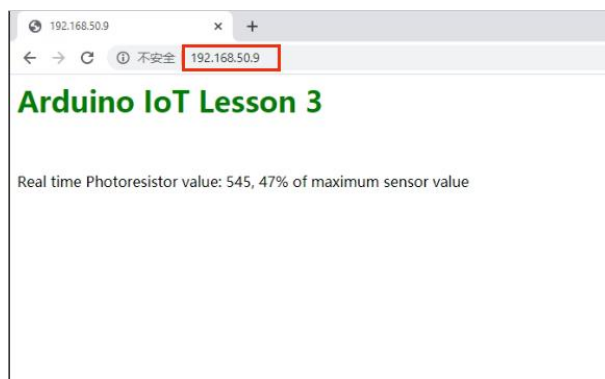 192.168.50.9
不安全 192.168.50.9
Arduino IoT Lesson 3
Real time Photoresistor value: 545, 47% of maximum sensor value